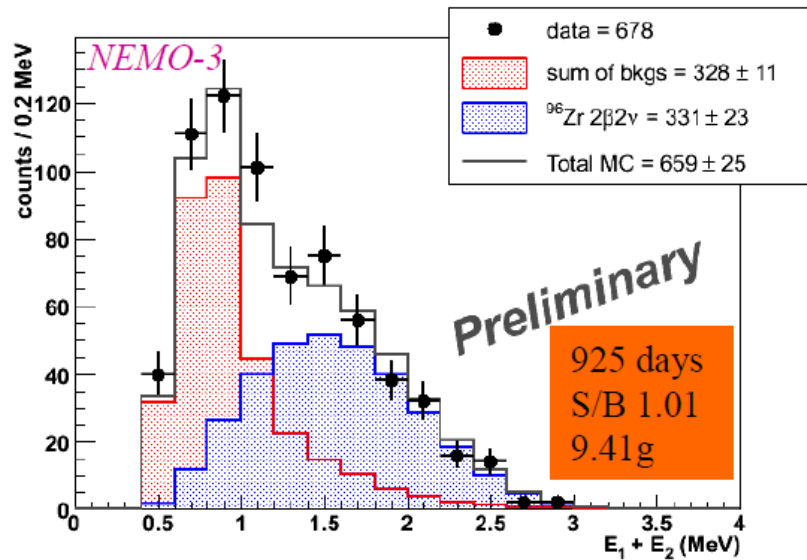 NEMO-3
data = 678
sum of bkgs = 328 ± 11
⁹⁶Zr 2β2ν = 331 ± 23
Total MC = 659 ± 25
counts / 0.2 MeV
120
100
80
60
40
20
0
Preliminary
925 days
S/B 1.01
9.41g
0 0.5 1 1.5 2 2.5 3 3.5 4
E₁ + E₂ (MeV)